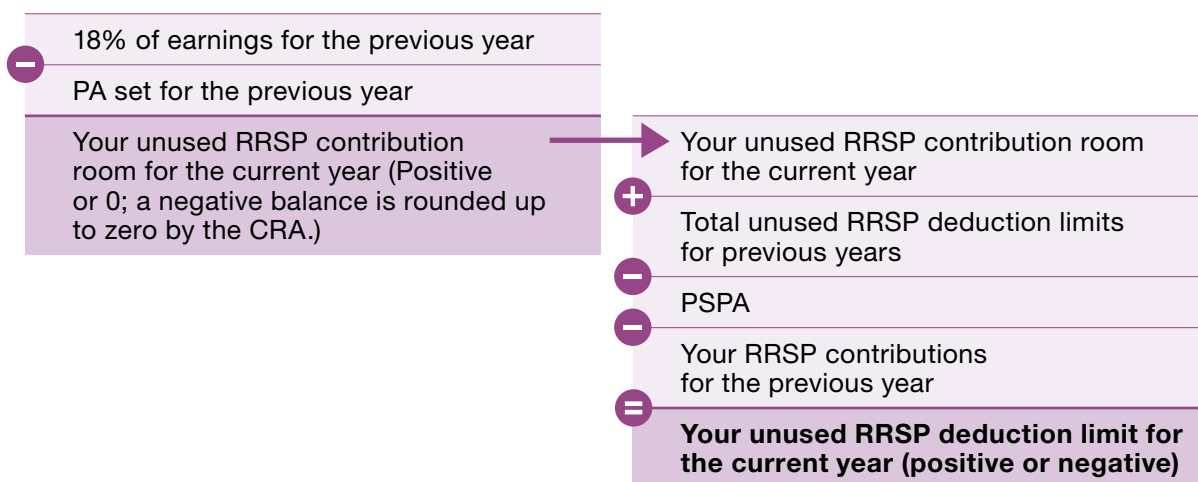 18% of earnings for the previous year
PA set for the previous year
Your unused RRSP contribution
room for the current year (Positive
or 0; a negative balance is rounded up
to zero by the CRA.)
Your unused RRSP contribution room
for the current year
Total unused RRSP deduction limits
for previous years
PSPA
Your RRSP contributions
for the previous year
Your unused RRSP deduction limit for
the current year (positive or negative)